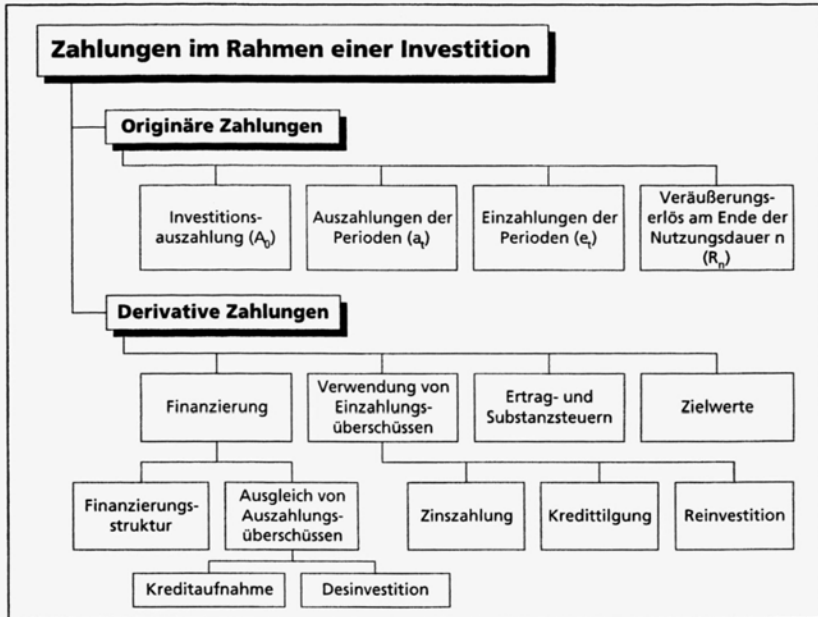 Zahlungen im Rahmen einer Investition
Originäre Zahlungen
Investitions-
auszahlung (A₀)
Auszahlungen der
Perioden (aₜ)
Einzahlungen der
Perioden (eₜ)
Veräußerungs-
erlös am Ende der
Nutzungsdauer n
(Rₙ)
Derivative Zahlungen
Finanzierung
Verwendung von
Einzahlungs-
überschüssen
Ertrag- und
Substanzsteuern
Zielwerte
Finanzierungs-
struktur
Ausgleich von
Auszahlungs-
überschüssen
Zinszahlung
Kredittilgung
Reinvestition
Kreditaufnahme
Desinvestition